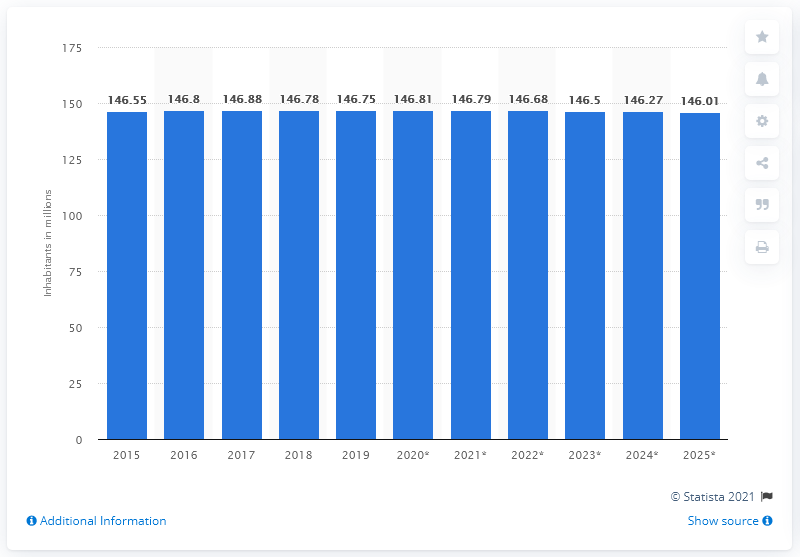 175
150
125
100
75
50
25
0
Inhabitants in millions
146.55 146.8 146.88 146.78 146.75 146.81 146.79 146.68 146.5 146.27 146.01
2015 2016 2017 2018 2019 2020* 2021* 2022* 2023* 2024* 2025*
© Statista 2021
Additional Information
Show source